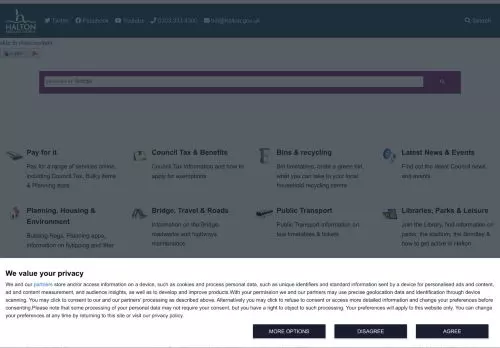 HALTON
Twitter
Facebook
Youtube
0303 333 4300
hdl@halton.gov.uk
Search
Skip to main content
Pay for it
Pay for a range of services online, including Council Tax, Bulky items & Planning apps
Council Tax & Benefits
Council Tax information and how to apply for exemptions
Bins & recycling
Bin timetables, order a green bin, what you can take to your local household recycling centre
Latest News & Events
Find out the latest Council news and events
Planning, Housing & Environment
Building Regs, Planning apps, information on flytipping and litter
Bridge, Travel & Roads
Information on the Bridge, roadworks and highways maintenance
Public Transport
Public Transport information on bus timetables & tickets
Libraries, Parks & Leisure
Join the Library, find information on parks, the stadium, the Brindley & how to get active in Halton
We value your privacy
We and our partners store and/or access information on a device, such as cookies and process personal data, such as unique identifiers and standard information sent by a device for personalised ads and content, ad and content measurement, and audience insights, as well as to develop and improve products.With your permission we and our partners may use precise geolocation data and identification through device scanning. You may click to consent to our and our partners' processing as described above. Alternatively you may click to refuse to consent or access more detailed information and change your preferences before consenting.Please note that some processing of your personal data may not require your consent, but you have a right to object to such processing. Your preferences will apply to this website only. You can change your preferences at any time by returning to this site or visit our privacy policy.
MORE OPTIONS
DISAGREE
AGREE